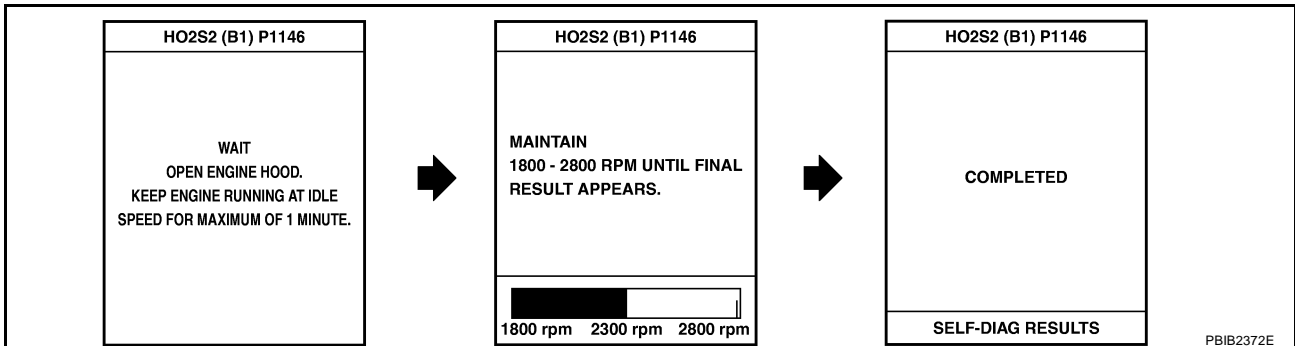 HO2S2 (B1) P1146
WAIT
OPEN ENGINE HOOD.
KEEP ENGINE RUNNING AT IDLE
SPEED FOR MAXIMUM OF 1 MINUTE.
HO2S2 (B1) P1146
MAINTAIN
1800 - 2800 RPM UNTIL FINAL
RESULT APPEARS.
1800 rpm 2300 rpm 2800 rpm
HO2S2 (B1) P1146
COMPLETED
SELF-DIAG RESULTS
PBIB2372E